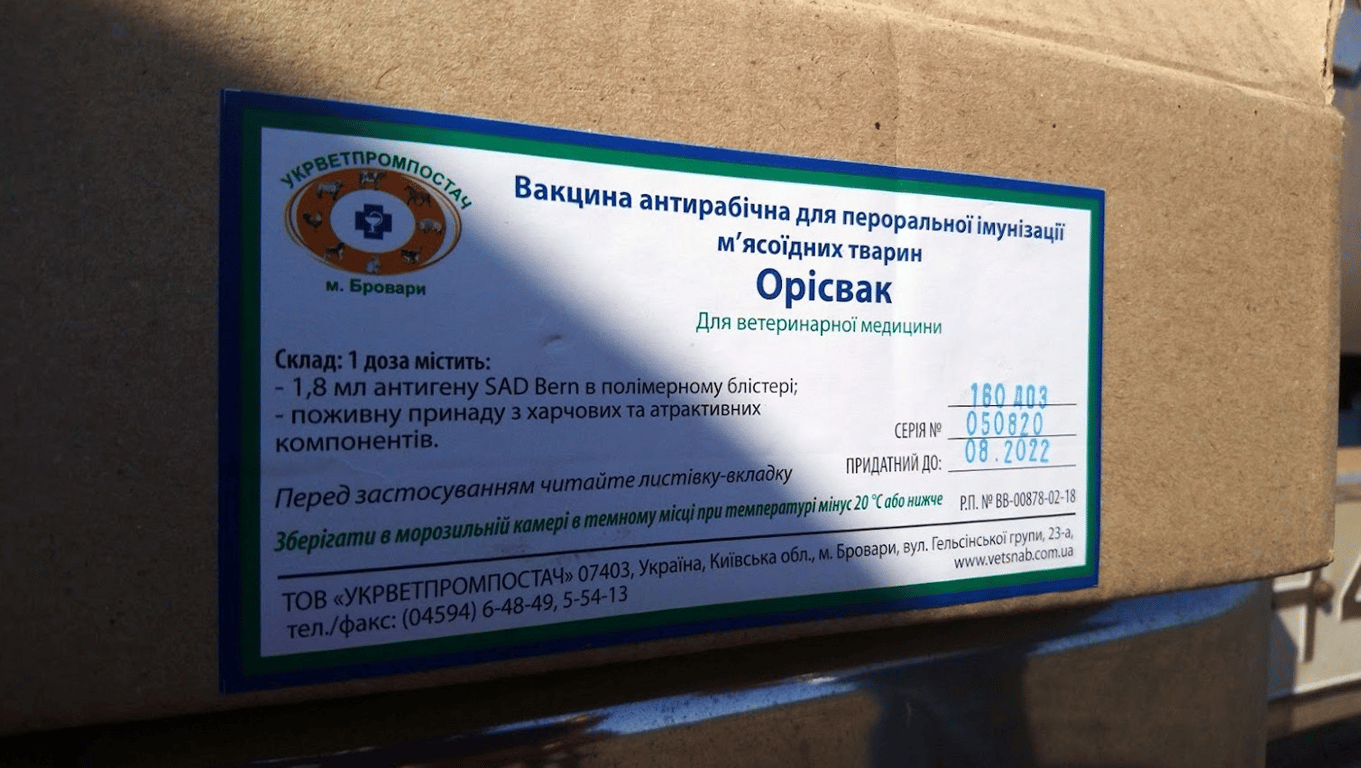 УКРВЕТПРОМПОСТАЧ
м. Бровари
Вакцина антирабічна для пероральної імунізації
м’ясоїдних тварин
Орісвак
Для ветеринарної медицини
Склад: 1 доза містить:
- 1,8 мл антигену SAD Bern в полімерному блістері;
- поживну принаду з харчових та атрактивних
компонентів.
160 доз
СЕРІЯ № 050820
ПРИДАТНИЙ ДО: 08.2022
Перед застосуванням читайте листівку-вкладку
Зберігати в морозильній камері в темному місці при температурі мінус 20 °С або нижче
Р.П. № ВВ-00878-02-18
ТОВ «УКРВЕТПРОМПОСТАЧ» 07403, Україна, Київська обл., м. Бровари, вул. Гельсінської групи, 23-а,
тел./факс: (04594) 6-48-49, 5-54-13
www.vetsnab.com.ua